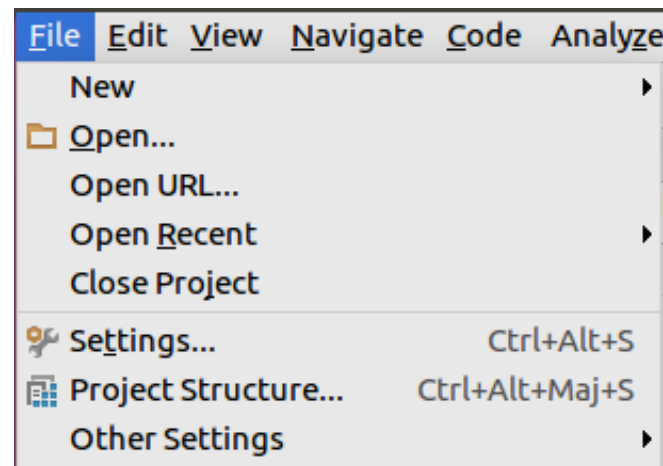 File Edit View Navigate Code Analyze
New
Open...
Open URL...
Open Recent
Close Project
Settings... Ctrl+Alt+S
Project Structure... Ctrl+Alt+Maj+S
Other Settings